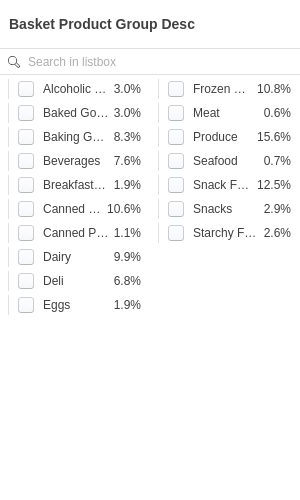 Basket Product Group Desc
Search in listbox
Alcoholic ... 3.0%
Baked Go... 3.0%
Baking G... 8.3%
Beverages 7.6%
Breakfast... 1.9%
Canned ... 10.6%
Canned P... 1.1%
Dairy 9.9%
Deli 6.8%
Eggs 1.9%
Frozen ... 10.8%
Meat 0.6%
Produce 15.6%
Seafood 0.7%
Snack F... 12.5%
Snacks 2.9%
Starchy F... 2.6%